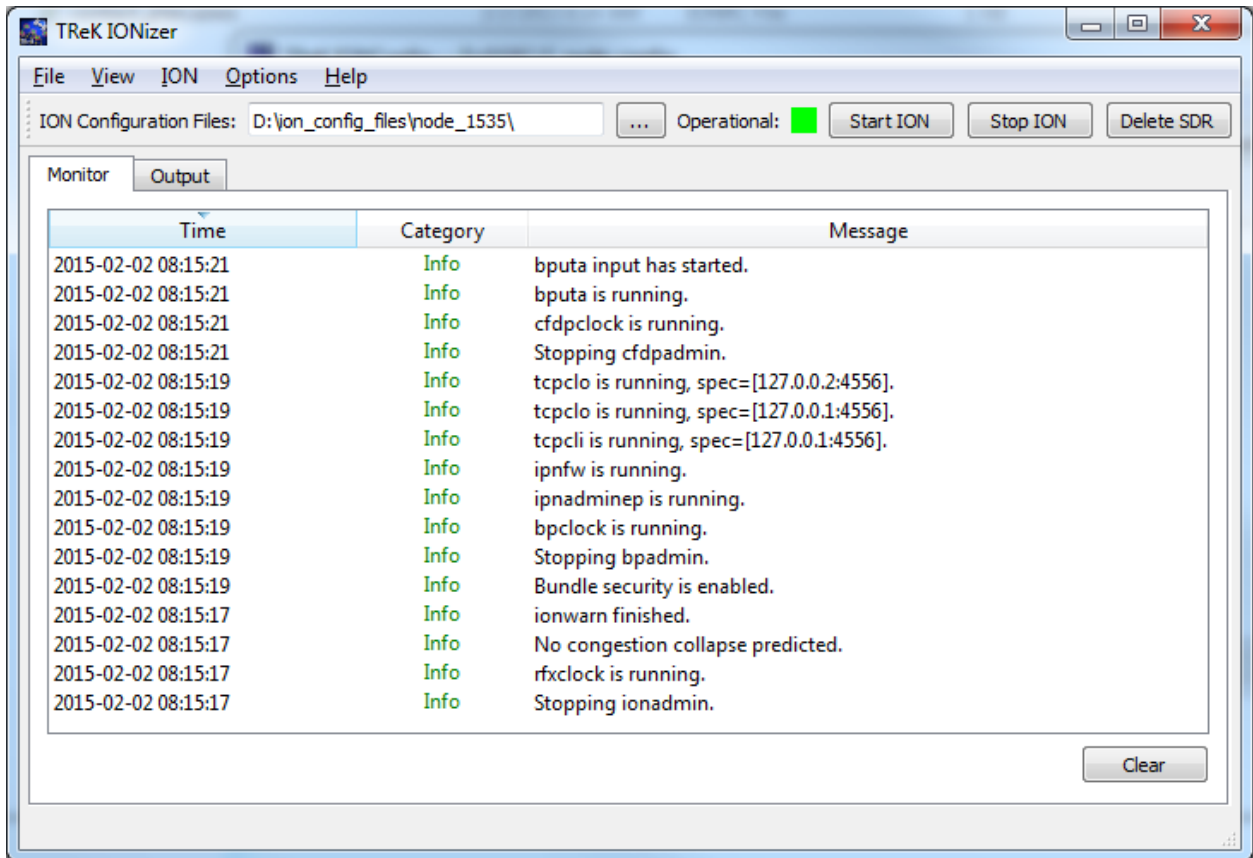 TReK IONizer
File View ION Options Help
ION Configuration Files: D:\ion_config_files\node_1535\ ... Operational: Start ION Stop ION Delete SDR
Monitor Output
Time Category Message
2015-02-02 08:15:21 Info bputa input has started.
2015-02-02 08:15:21 Info bputa is running.
2015-02-02 08:15:21 Info cfdpclock is running.
2015-02-02 08:15:21 Info Stopping cfdpadmin.
2015-02-02 08:15:19 Info tcpclo is running, spec=[127.0.0.2:4556].
2015-02-02 08:15:19 Info tcpclo is running, spec=[127.0.0.1:4556].
2015-02-02 08:15:19 Info tcpcli is running, spec=[127.0.0.1:4556].
2015-02-02 08:15:19 Info ipnfw is running.
2015-02-02 08:15:19 Info ipnadminep is running.
2015-02-02 08:15:19 Info bpclock is running.
2015-02-02 08:15:19 Info Stopping bpadmin.
2015-02-02 08:15:19 Info Bundle security is enabled.
2015-02-02 08:15:17 Info ionwarn finished.
2015-02-02 08:15:17 Info No congestion collapse predicted.
2015-02-02 08:15:17 Info rfxclock is running.
2015-02-02 08:15:17 Info Stopping ionadmin.
Clear